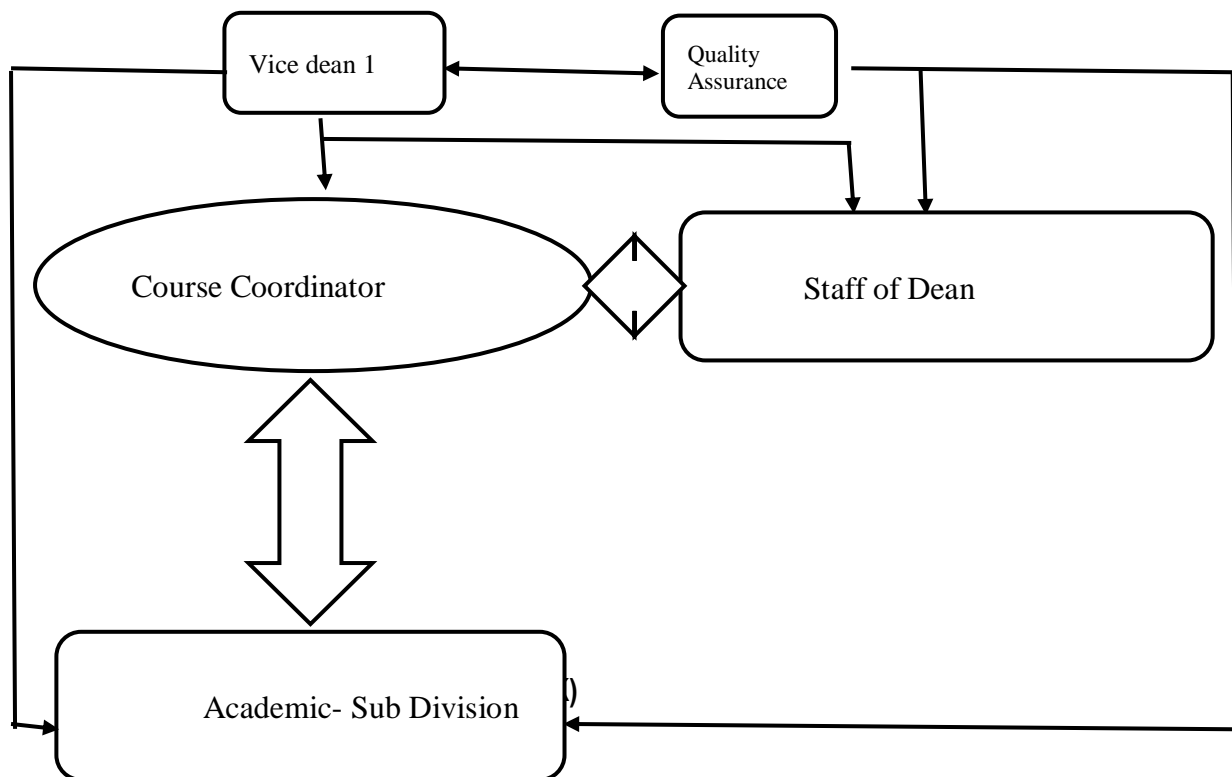 Vice dean 1
Quality
Assurance
Course Coordinator
Staff of Dean
Academic- Sub Division
)